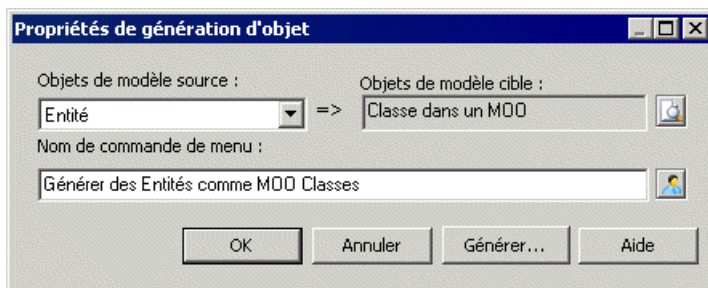 Propriétés de génération d'objet
Objets de modèle source :
Objets de modèle cible :
Entité
=>
Classe dans un MOO
Nom de commande de menu :
Générer des Entités comme MOO Classes
OK
Annuler
Générer...
Aide